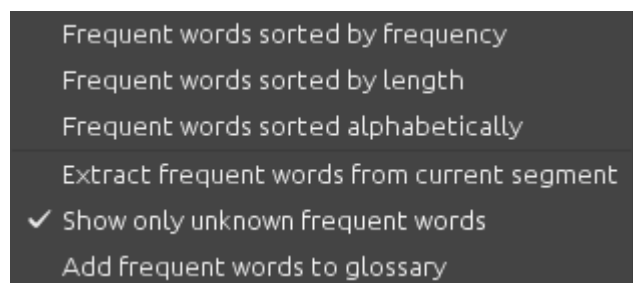 Frequent words sorted by frequency
Frequent words sorted by length
Frequent words sorted alphabetically
Extract frequent words from current segment
Show only unknown frequent words
Add frequent words to glossary